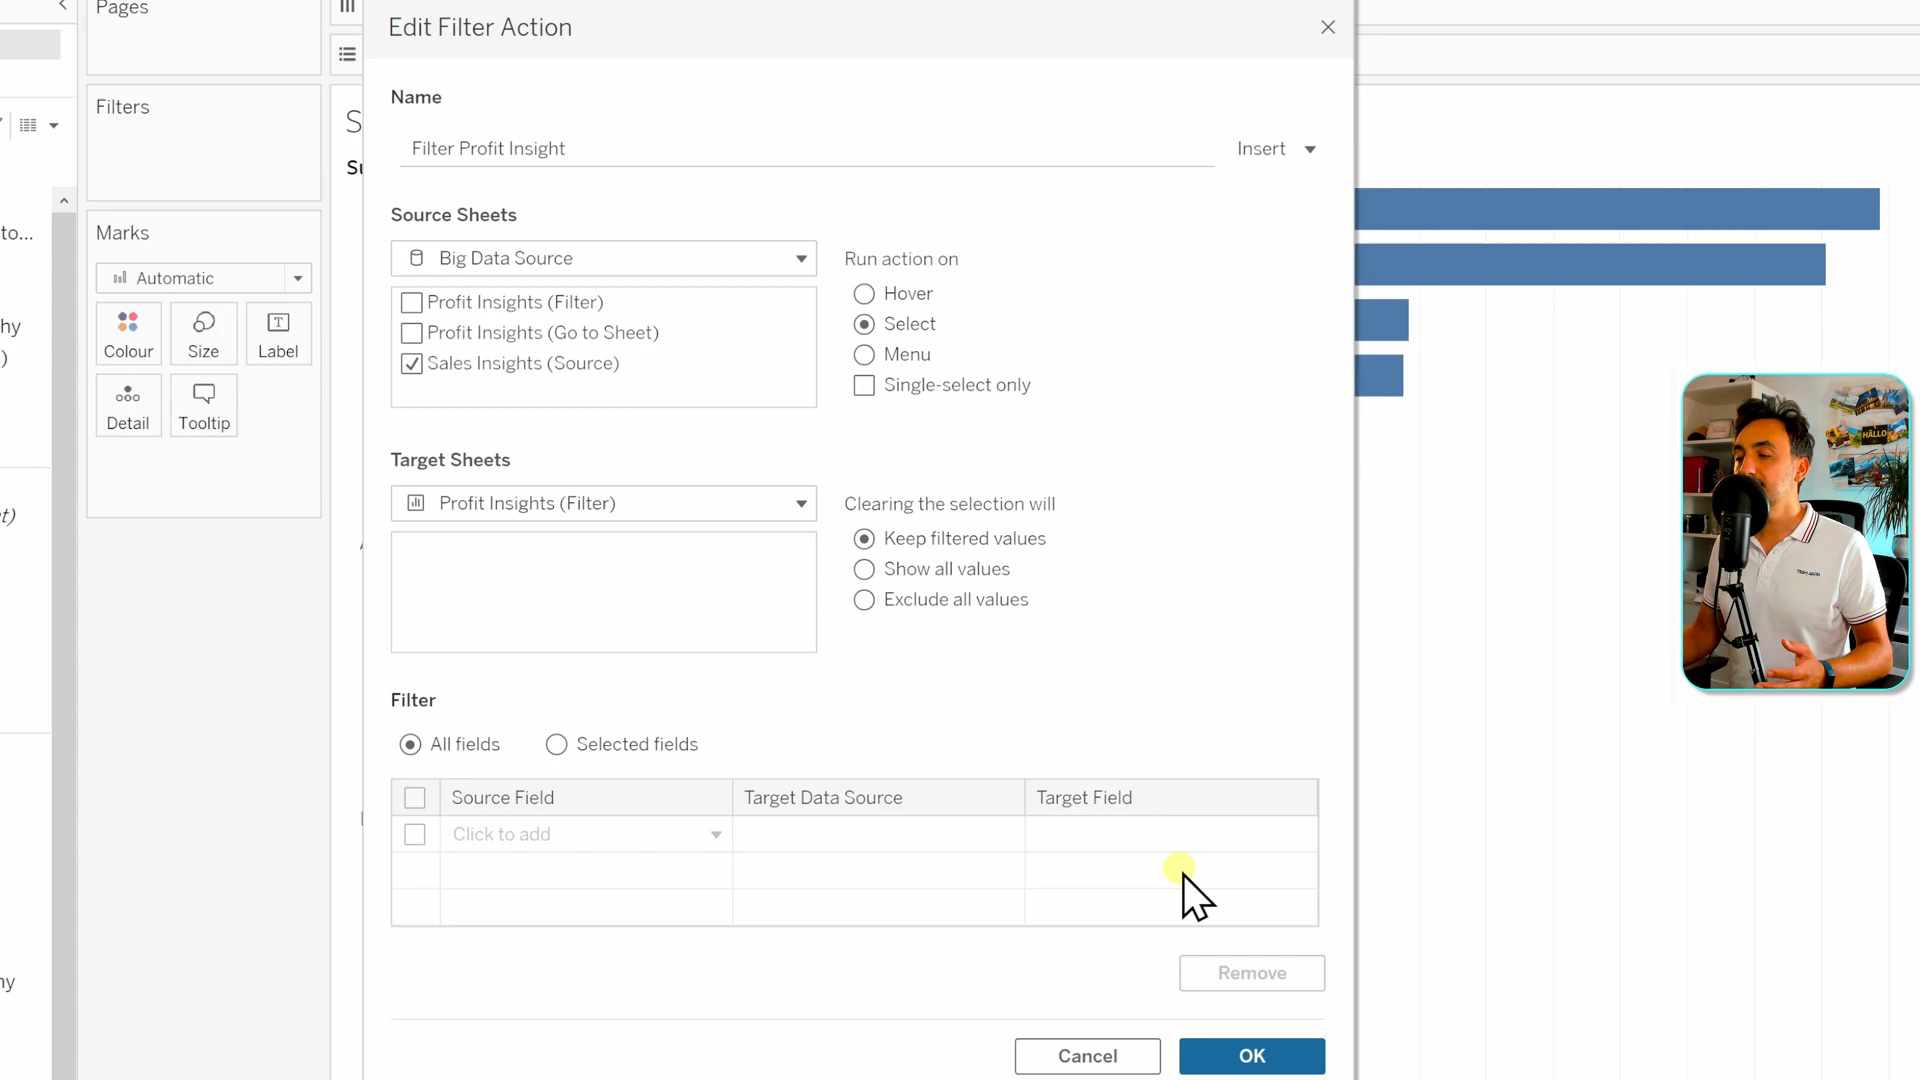 Pages
Filters
Marks
Automatic
Colour
Size
Label
Detail
Tooltip
to...
hy
)
t)
ny
S
Su
Edit Filter Action
Name
Filter Profit Insight
Insert
Source Sheets
Big Data Source
Profit Insights (Filter)
Profit Insights (Go to Sheet)
Sales Insights (Source)
Run action on
Hover
Select
Menu
Single-select only
Target Sheets
Profit Insights (Filter)
Clearing the selection will
Keep filtered values
Show all values
Exclude all values
Filter
All fields
Selected fields
Source Field
Target Data Source
Target Field
Click to add
Remove
Cancel
OK
HÄLLO